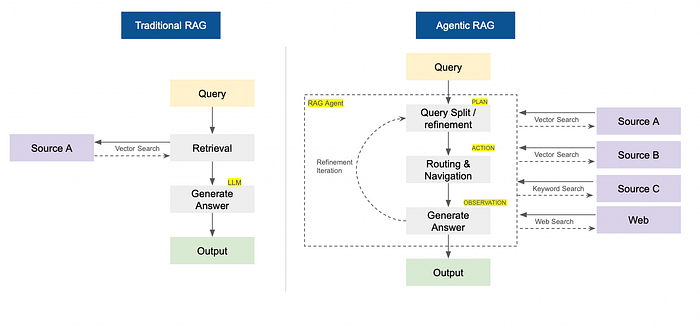 Traditional RAG
Query
Source A
Vector Search
Retrieval
LLM
Generate
Answer
Output
Agentic RAG
Query
RAG Agent
PLAN
Query Split /
refinement
Refinement
Iteration
ACTION
Routing &
Navigation
OBSERVATION
Generate
Answer
Output
Vector Search
Source A
Vector Search
Source B
Keyword Search
Source C
Web Search
Web